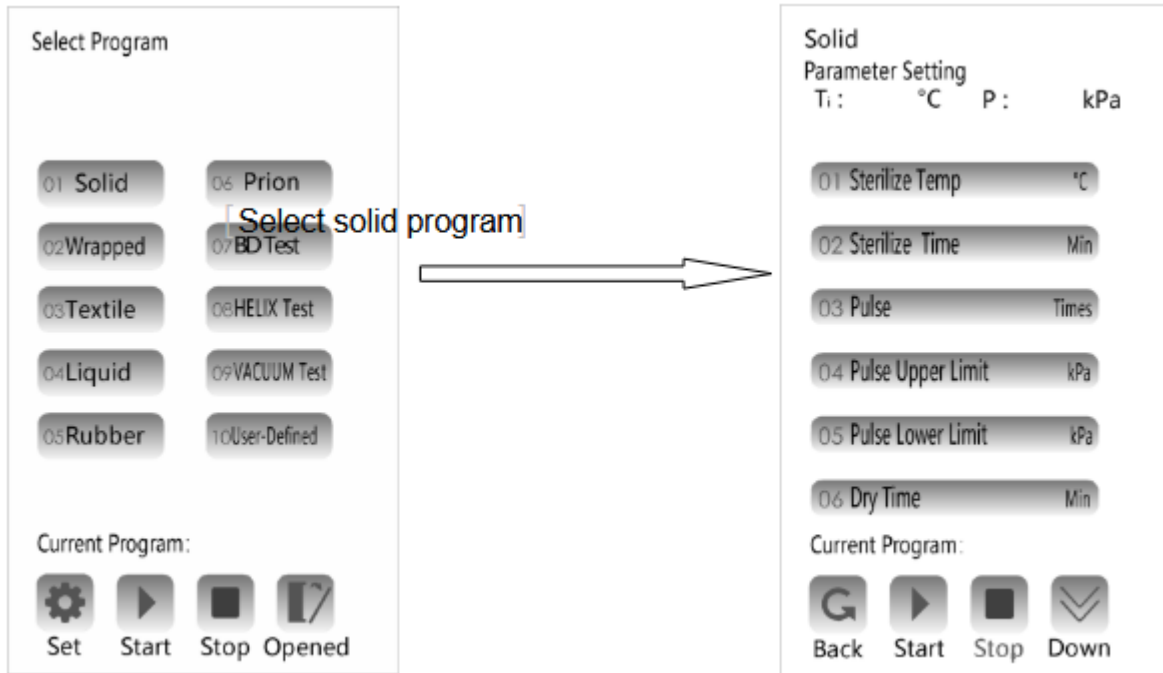 Select Program
01 Solid
02Wrapped
03Textile
04Liquid
05Rubber
06 Prion
07BD Test
08HELIX Test
09VACUUM Test
10User-Defined
Current Program:
Set Start Stop Opened
[Select solid program]
Solid
Parameter Setting
Ti : °C P : kPa
01 Sterilize Temp °C
02 Sterilize Time Min
03 Pulse Times
04 Pulse Upper Limit kPa
05 Pulse Lower Limit kPa
06 Dry Time Min
Current Program:
Back Start Stop Down